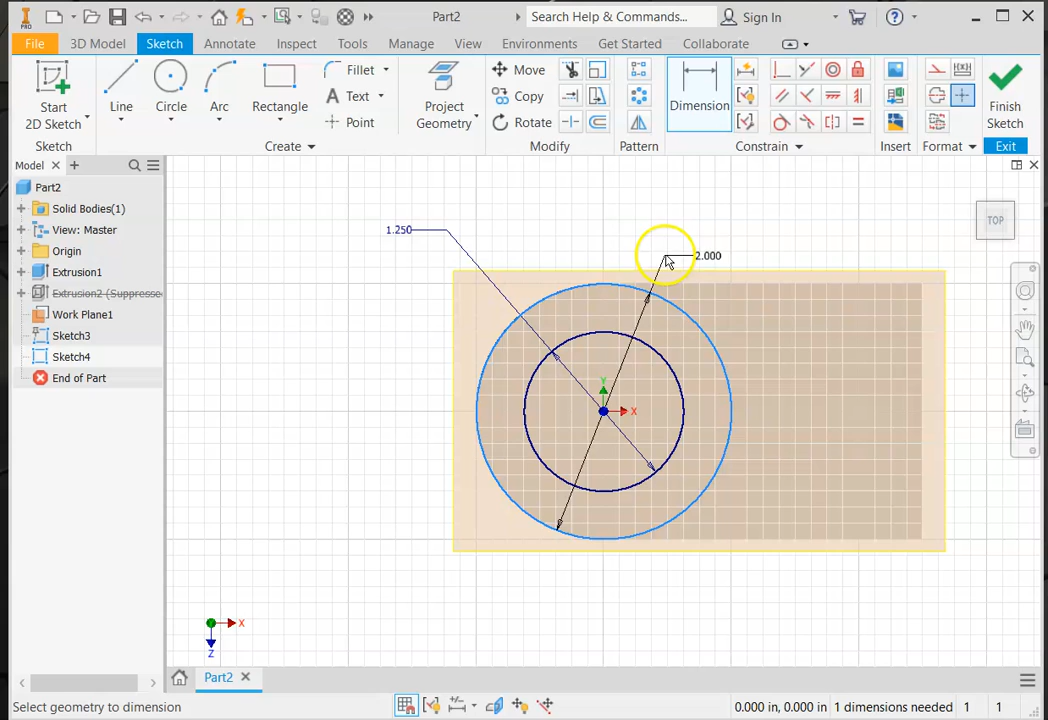 PRO
Part2
Search Help & Commands...
Sign In
File
3D Model
Sketch
Annotate
Inspect
Tools
Manage
View
Environments
Get Started
Collaborate
Start
2D Sketch
Line
Circle
Arc
Rectangle
Fillet
Text
Point
Project
Geometry
Move
Copy
Rotate
Dimension
Finish
Sketch
Sketch
Create
Modify
Pattern
Constrain
Insert
Format
Exit
Model
Part2
Solid Bodies(1)
View: Master
Origin
Extrusion1
Extrusion2 (Suppresse
Work Plane1
Sketch3
Sketch4
End of Part
1.250
2.000
TOP
Y
X
X
Z
Part2
Select geometry to dimension
0.000 in, 0.000 in
1 dimensions needed
1
1